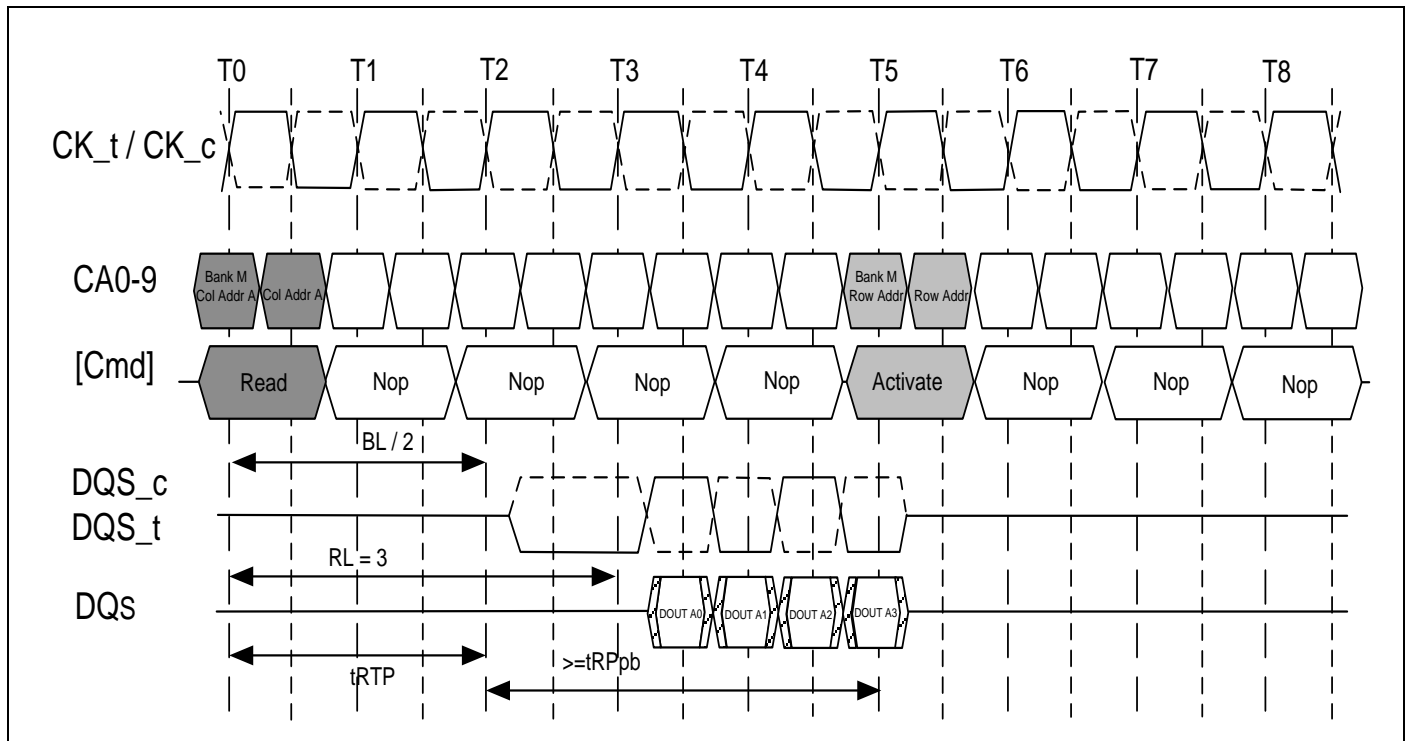 T0 T1 T2 T3 T4 T5 T6 T7 T8
CK_t / CK_c
CA0-9
Bank M
Col Addr A
Col Addr A
Bank M
Row Addr
Row Addr
[Cmd]
Read Nop Nop Nop Nop Activate Nop Nop Nop
BL / 2
DQS_c
DQS_t
RL = 3
DQs
DOUT A0 DOUT A1 DOUT A2 DOUT A3
tRTP
>=tRPpb